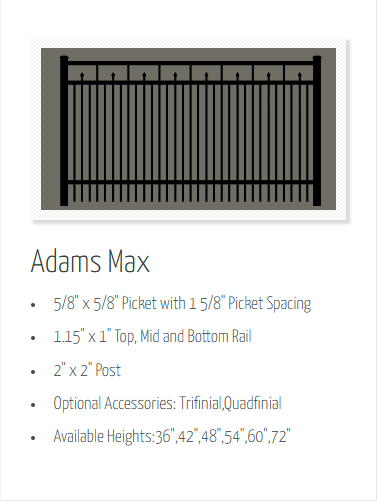 Adams Max
5/8" x 5/8" Picket with 1 5/8" Picket Spacing
1.15" x 1" Top, Mid and Bottom Rail
2" x 2" Post
Optional Accessories: Trifinial,Quadfinial
Available Heights:36",42",48",54",60",72"